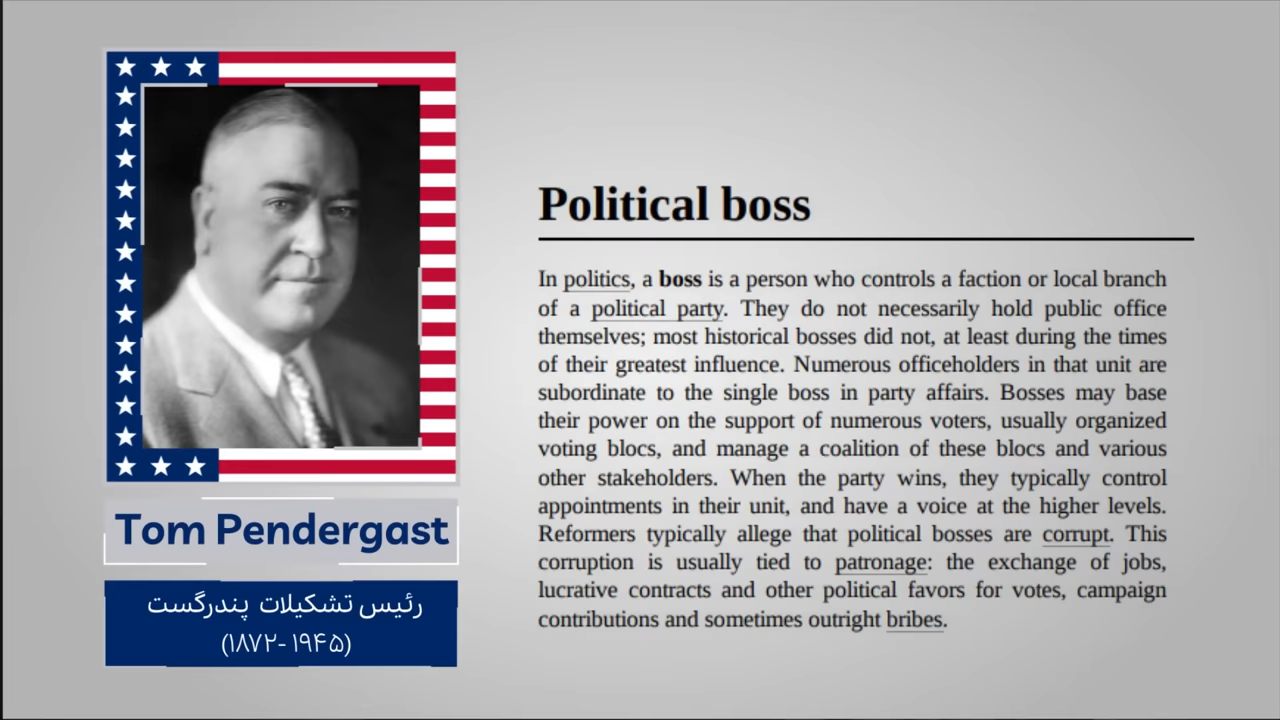 Political boss
In politics, a boss is a person who controls a faction or local branch
of a political party. They do not necessarily hold public office
themselves; most historical bosses did not, at least during the times
of their greatest influence. Numerous officeholders in that unit are
subordinate to the single boss in party affairs. Bosses may base
their power on the support of numerous voters, usually organized
voting blocs, and manage a coalition of these blocs and various
other stakeholders. When the party wins, they typically control
appointments in their unit, and have a voice at the higher levels.
Reformers typically allege that political bosses are corrupt. This
corruption is usually tied to patronage: the exchange of jobs,
lucrative contracts and other political favors for votes, campaign
contributions and sometimes outright bribes.
Tom Pendergast
رئیس تشکیلات پندرگست
(۱۸۷۲- ۱۹۴۵)